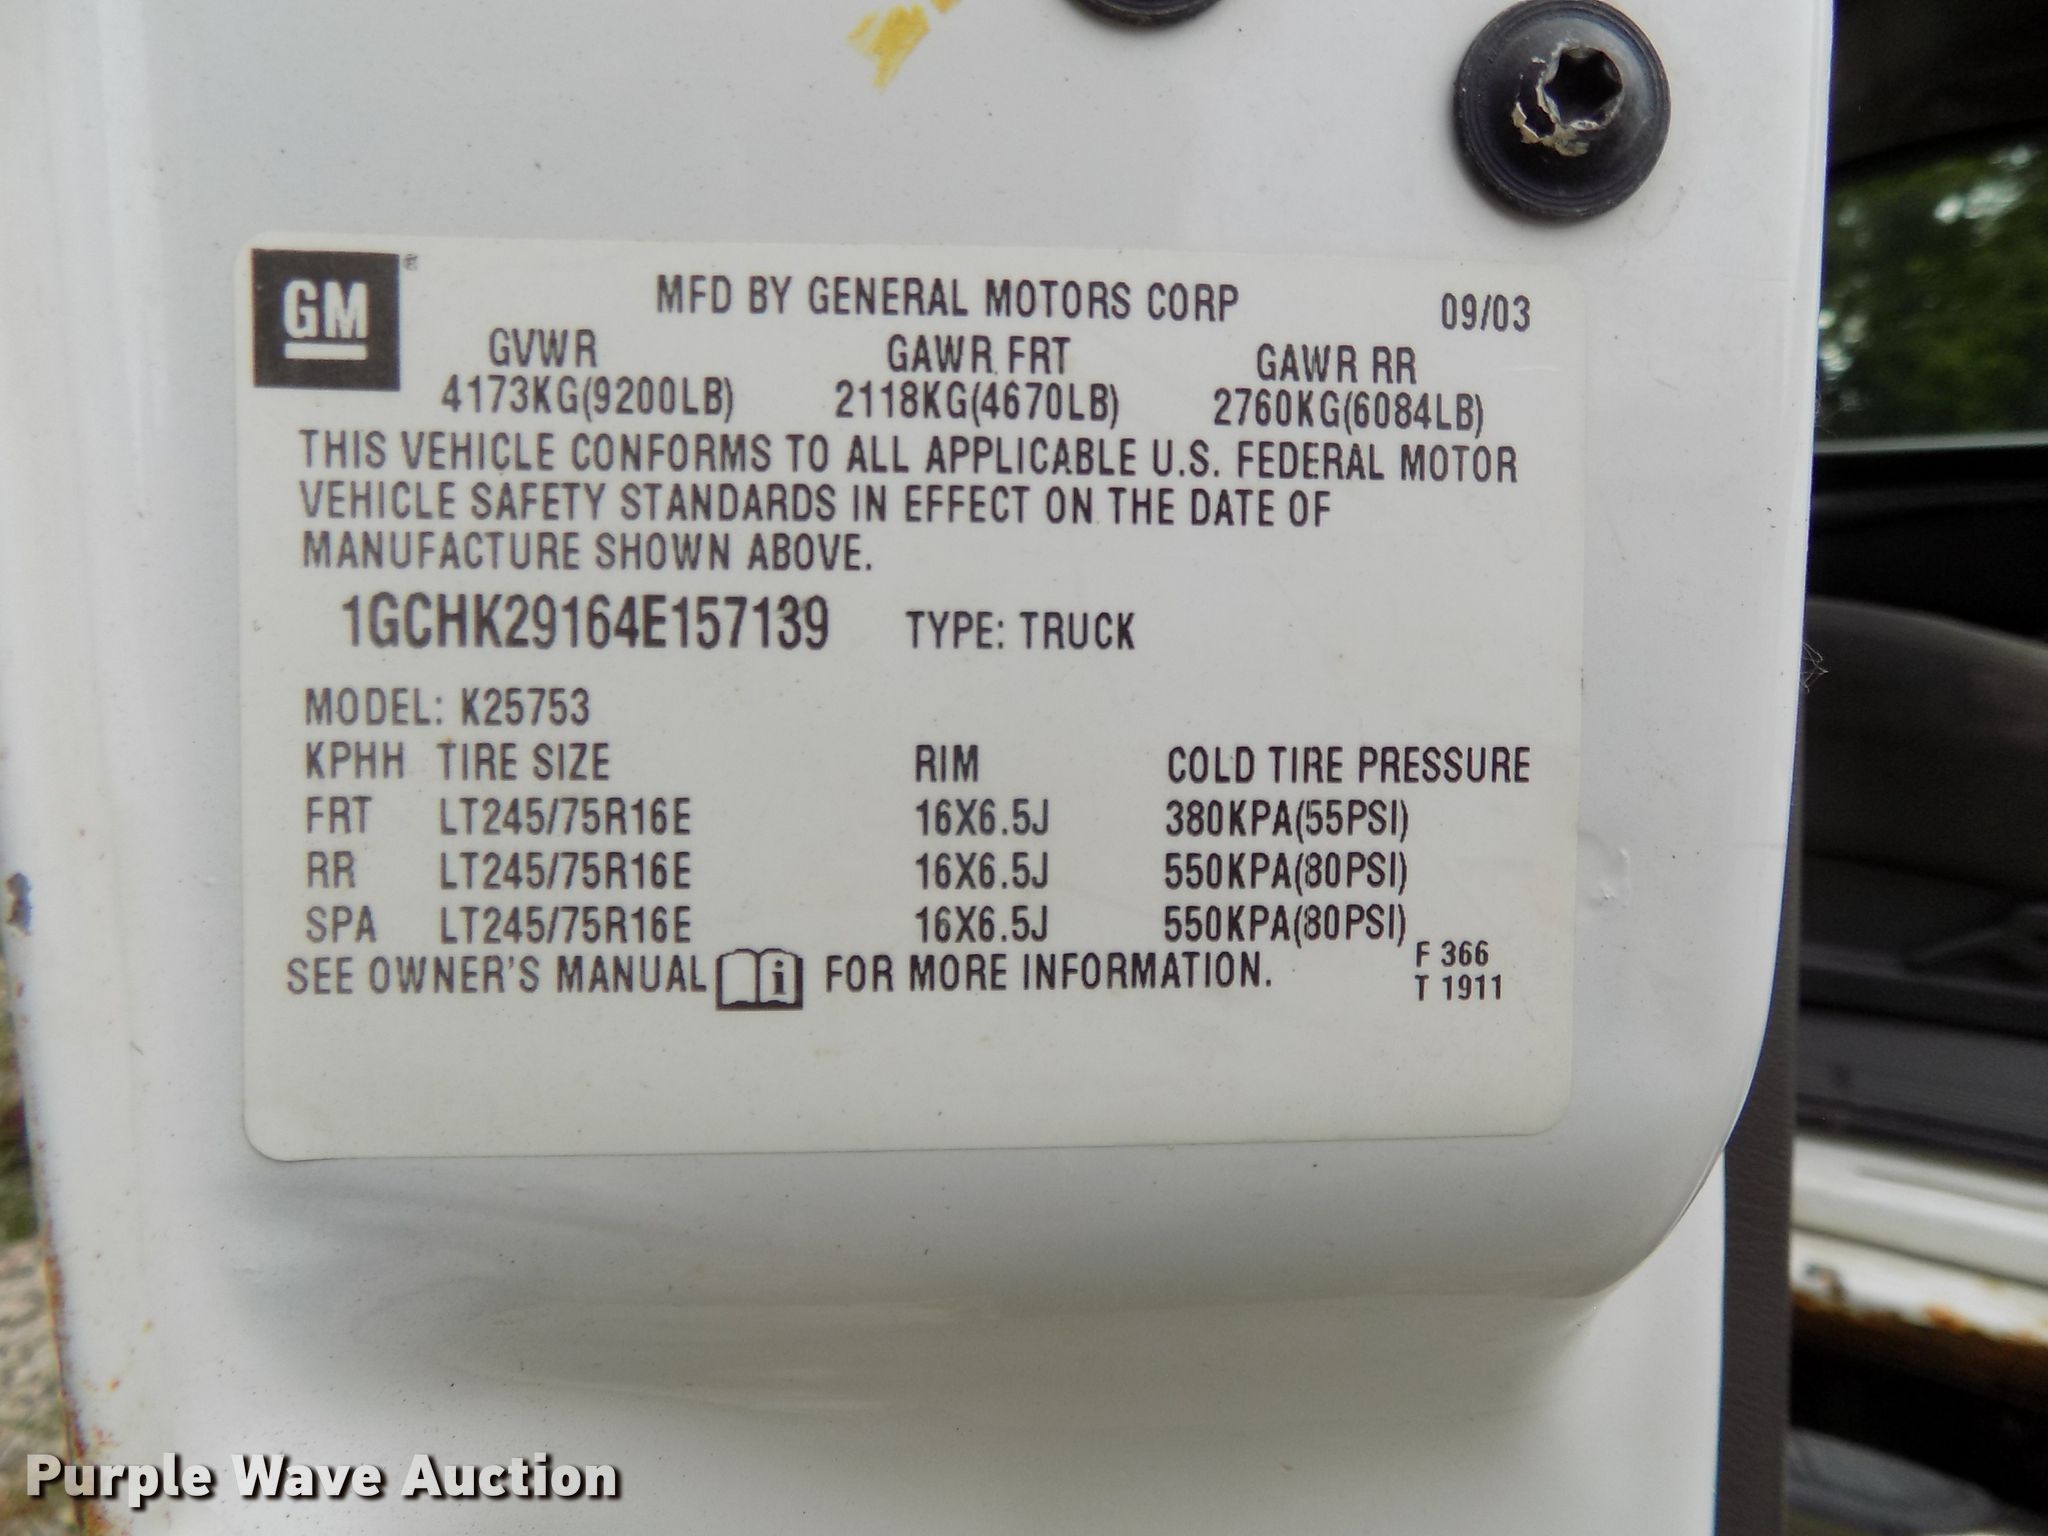 GM®
MFD BY GENERAL MOTORS CORP 09/03
GVWR GAWR FRT GAWR RR
4173KG(9200LB) 2118KG(4670LB) 2760KG(6084LB)
THIS VEHICLE CONFORMS TO ALL APPLICABLE U.S. FEDERAL MOTOR
VEHICLE SAFETY STANDARDS IN EFFECT ON THE DATE OF
MANUFACTURE SHOWN ABOVE.
1GCHK29164E157139 TYPE: TRUCK
MODEL: K25753
KPHH TIRE SIZE RIM COLD TIRE PRESSURE
FRT LT245/75R16E 16X6.5J 380KPA(55PSI)
RR LT245/75R16E 16X6.5J 550KPA(80PSI)
SPA LT245/75R16E 16X6.5J 550KPA(80PSI)
SEE OWNER'S MANUAL i FOR MORE INFORMATION.
F 366
T 1911
Purple Wave Auction